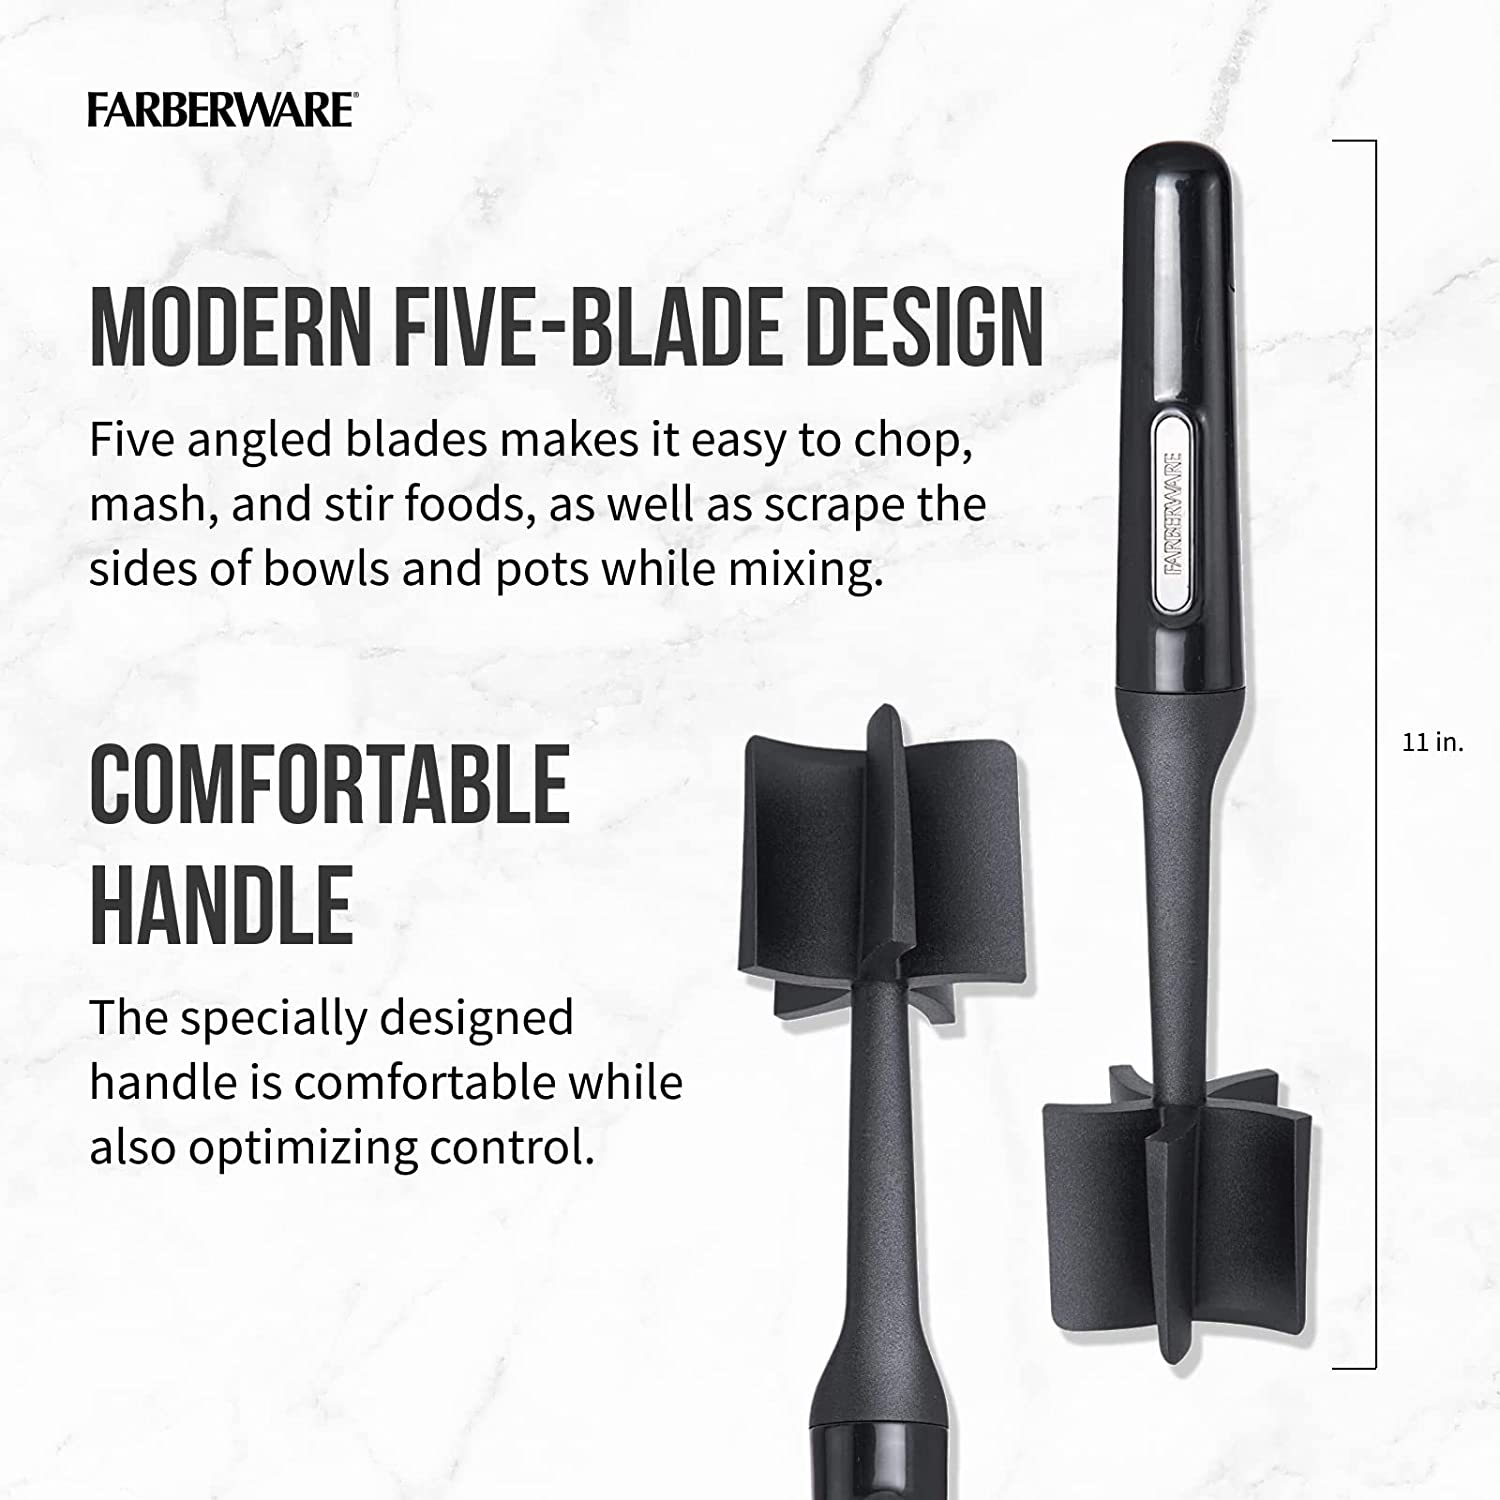 FARBERWARE®
MODERN FIVE-BLADE DESIGN
Five angled blades makes it easy to chop,
mash, and stir foods, as well as scrape the
sides of bowls and pots while mixing.
FARBERWARE
COMFORTABLE
HANDLE
11 in.
The specially designed
handle is comfortable while
also optimizing control.